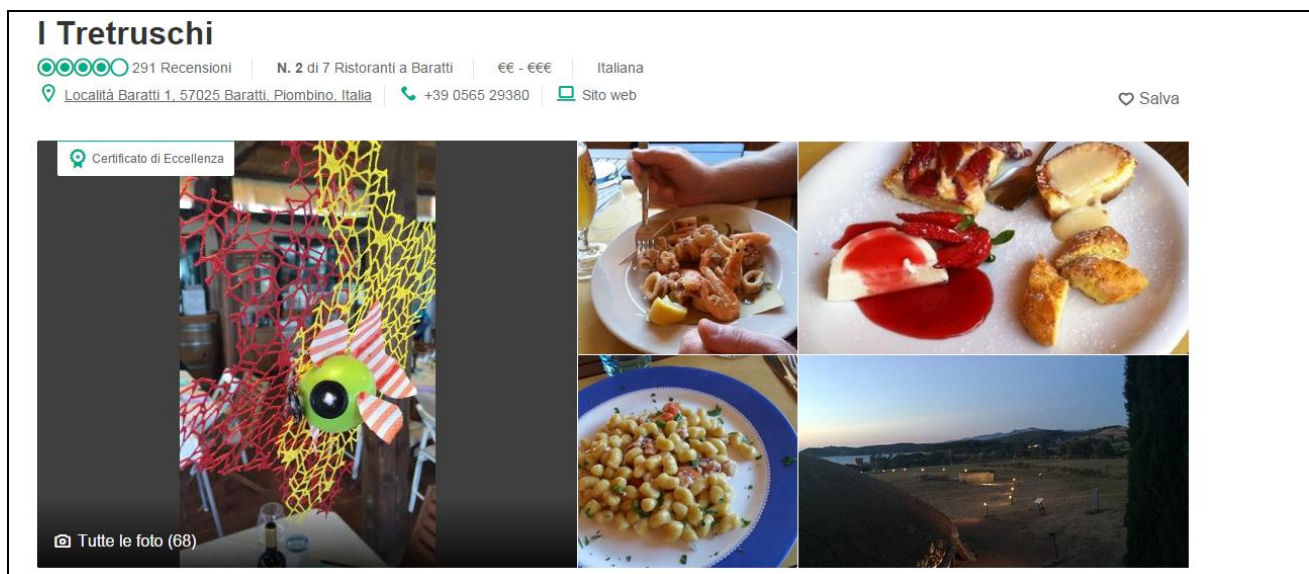 I Tretruschi
291 Recensioni N. 2 di 7 Ristoranti a Baratti €€ - €€€ Italiana
Località Baratti 1, 57025 Baratti, Piombino, Italia +39 0565 29380 Sito web
Salva
Certificato di Eccellenza
Tutte le foto (68)